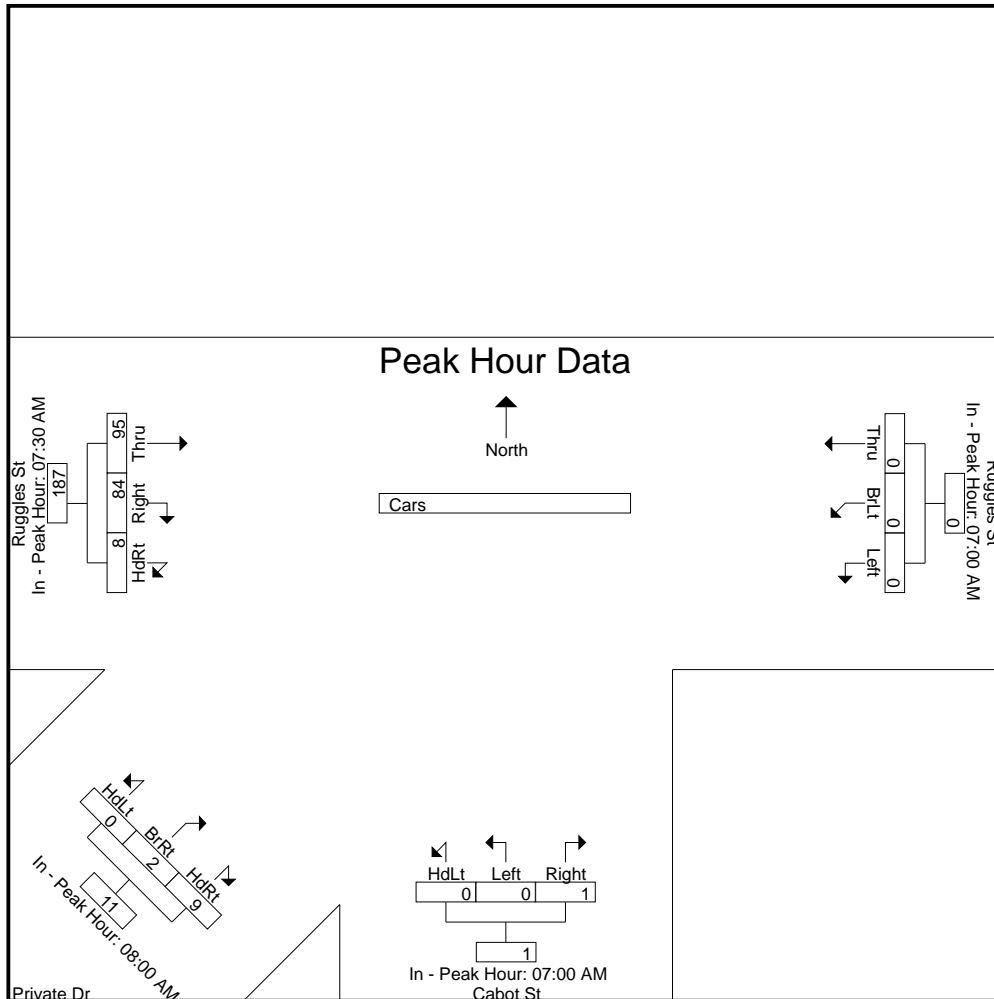 Peak Hour Data
North
Cars
Ruggles St
In - Peak Hour: 07:30 AM
187
95
84
8
Thru
Right
HdRt
Ruggles St
In - Peak Hour: 07:00 AM
0
0
0
0
Thru
BrLt
Left
HdLt
BrRt
HdRt
0
2
9
11
In - Peak Hour: 08:00 AM
Private Dr
HdLt Left Right
0 0 1
1
In - Peak Hour: 07:00 AM
Cabot St